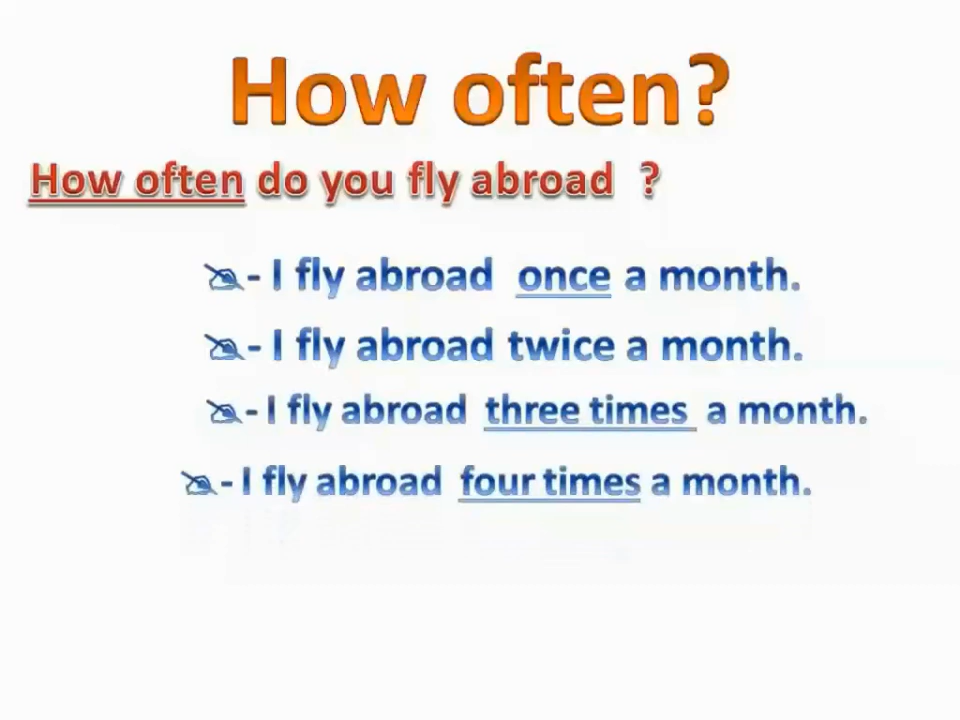 How often?
How often do you fly abroad ?
- I fly abroad once a month.
- I fly abroad twice a month.
- I fly abroad three times a month.
- I fly abroad four times a month.